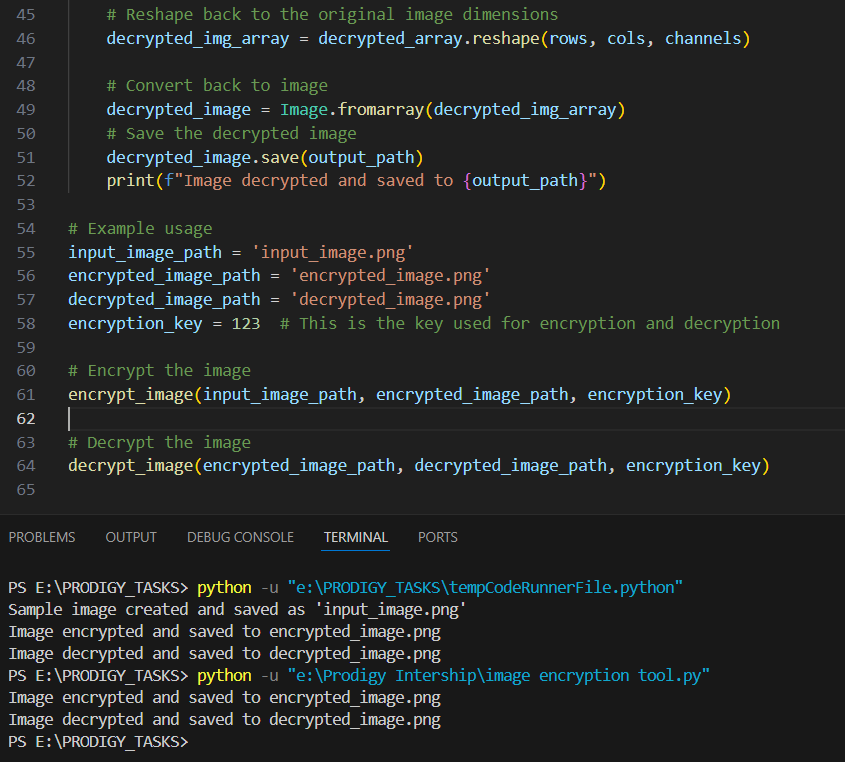 45 # Reshape back to the original image dimensions
46 decrypted_img_array = decrypted_array.reshape(rows, cols, channels)
47
48 # Convert back to image
49 decrypted_image = Image.fromarray(decrypted_img_array)
50 # Save the decrypted image
51 decrypted_image.save(output_path)
52 print(f"Image decrypted and saved to {output_path}")
53
54 # Example usage
55 input_image_path = 'input_image.png'
56 encrypted_image_path = 'encrypted_image.png'
57 decrypted_image_path = 'decrypted_image.png'
58 encryption_key = 123  # This is the key used for encryption and decryption
59
60 # Encrypt the image
61 encrypt_image(input_image_path, encrypted_image_path, encryption_key)
62
63 # Decrypt the image
64 decrypt_image(encrypted_image_path, decrypted_image_path, encryption_key)
65
PROBLEMS OUTPUT DEBUG CONSOLE TERMINAL PORTS
PS E:\PRODIGY_TASKS> python -u "e:\PRODIGY_TASKS\tempCodeRunnerFile.python"
Sample image created and saved as 'input_image.png'
Image encrypted and saved to encrypted_image.png
Image decrypted and saved to decrypted_image.png
PS E:\PRODIGY_TASKS> python -u "e:\Prodigy Intership\image encryption tool.py"
Image encrypted and saved to encrypted_image.png
Image decrypted and saved to decrypted_image.png
PS E:\PRODIGY_TASKS>